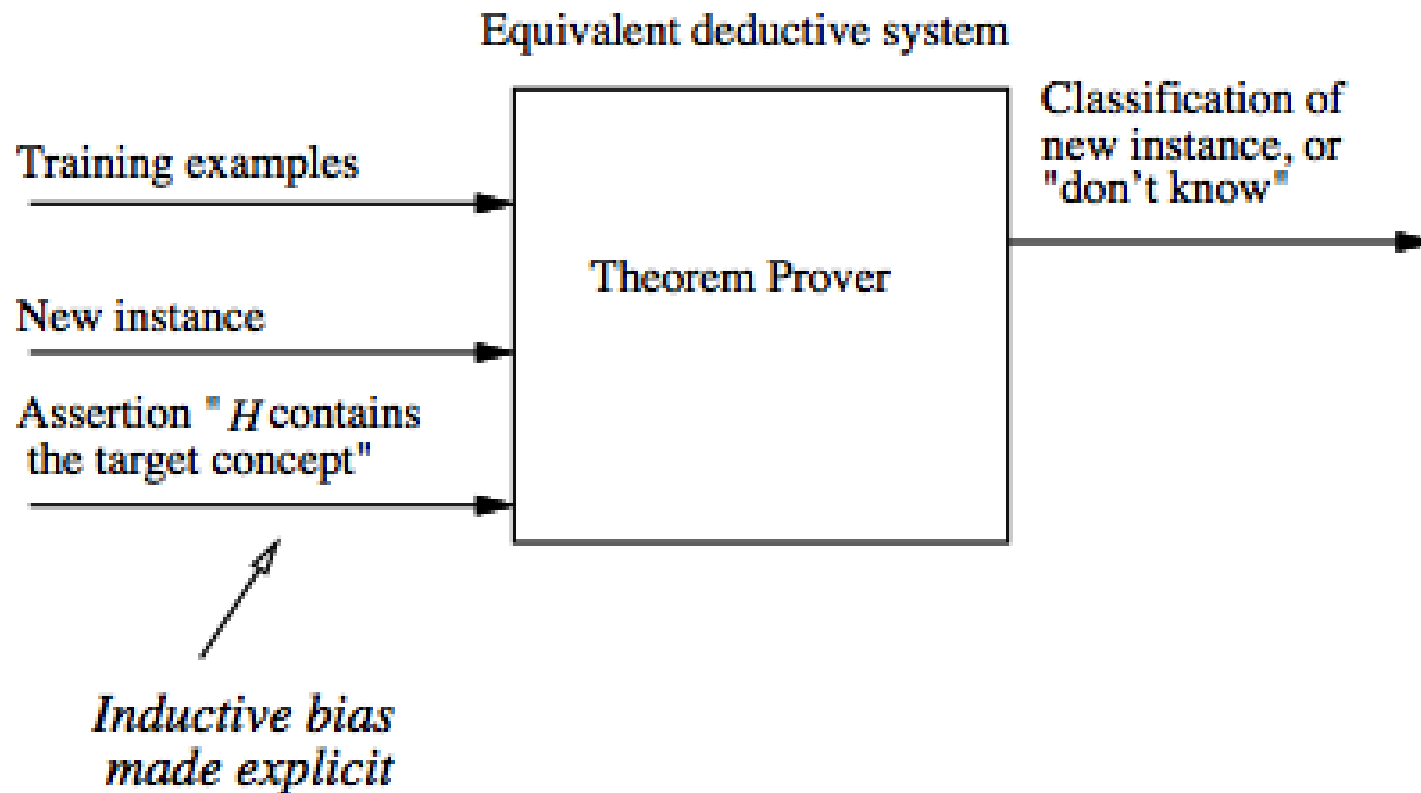 Equivalent deductive system
Training examples
New instance
Assertion " H contains
the target concept"
Inductive bias
made explicit
Theorem Prover
Classification of
new instance, or
"don't know"